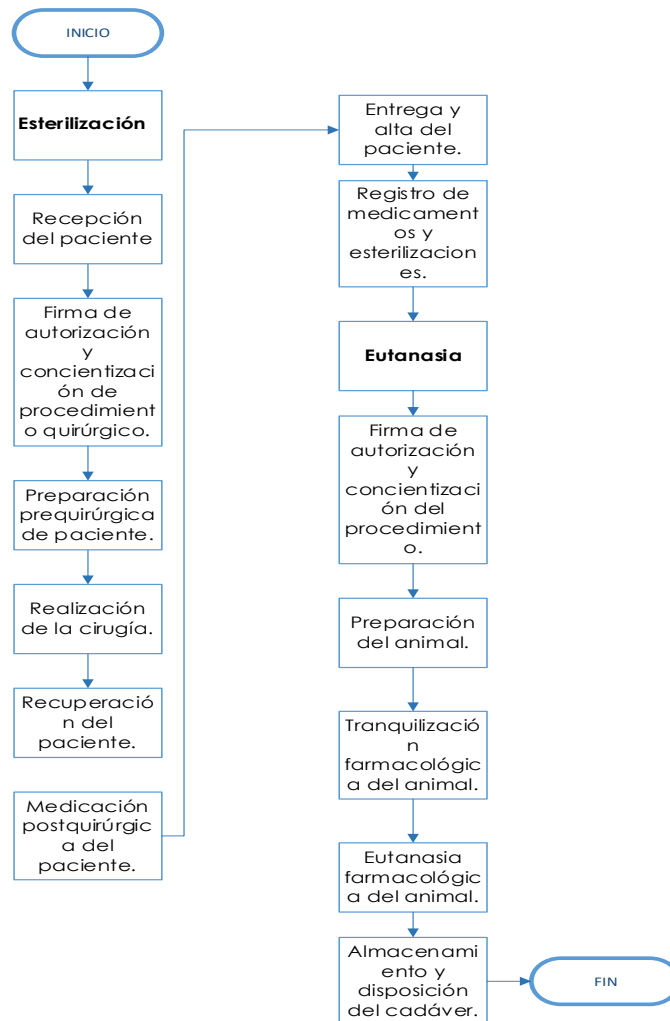 INICIO
Esterilización
Recepción
del paciente
Firma de
autorización
y
concientizaci
ón de
procedimient
o quirúrgico.
Preparación
prequirúrgica
de paciente.
Realización
de la cirugía.
Recuperació
n del
paciente.
Medicación
postquirúrgic
a del
paciente.
Entrega y
alta del
paciente.
Registro de
medicament
os y
esterilizacion
es.
Eutanasia
Firma de
autorización
y
concientizaci
ón del
procedimient
o.
Preparación
del animal.
Tranquilizació
n
farmacológic
a del animal.
Eutanasia
farmacológic
a del animal.
Almacenami
ento y
disposición
del cadáver.
FIN